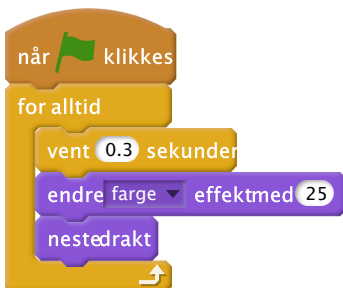 når klikkes
for alltid
vent 0.3 sekunder
endre farge effektmed 25
nestedrakt